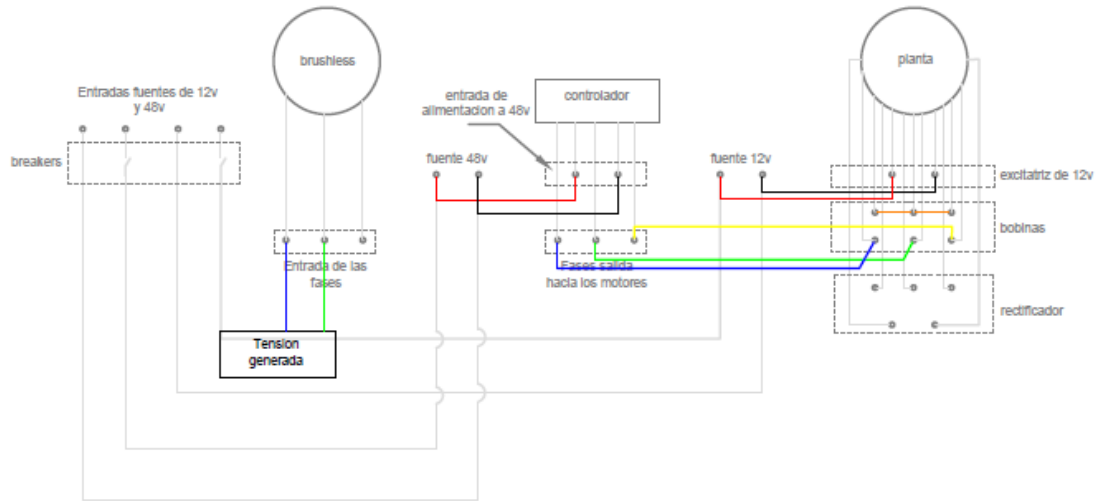 brushless
planta
Entradas fuentes de 12v
y 48v
entrada de
alimentacion a 48v
controlador
breakers
fuente 48v
fuente 12v
excitatriz de 12v
bobinas
Entrada de las
fases
Fases salida
hacia los motores
rectificador
Tension
generada